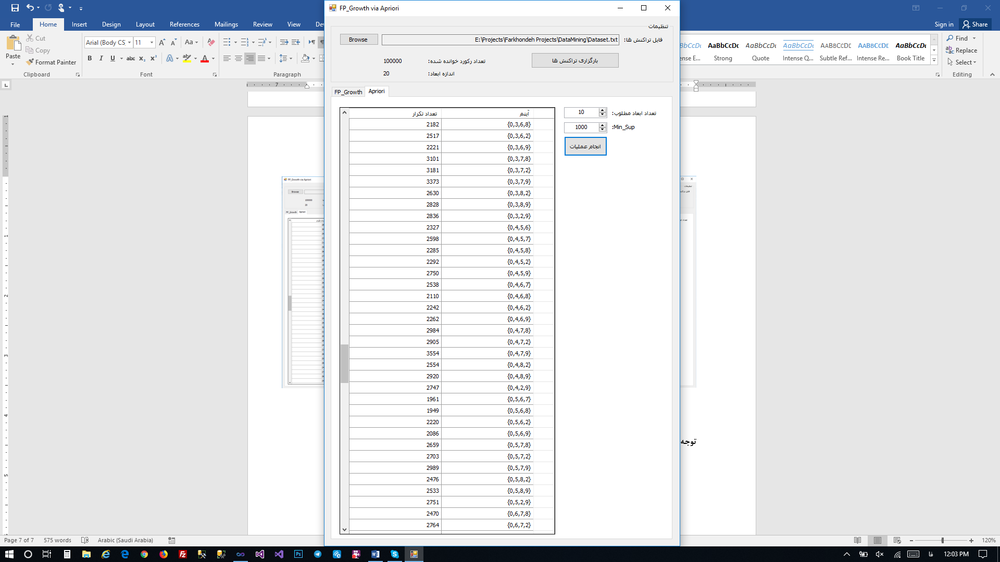 FP_Growth via Apriori
File
Home
Insert
Design
Layout
References
Mailings
Review
View
Sign in
Share
Paste
Cut
Copy
Format Painter
Clipboard
Arial (Body CS
11
Font
Paragraph
Strong
Quote
Intense Q...
Subtle Ref...
Intense Re...
Book Title
Find
Replace
Select
Editing
تنظیمات
فایل تراکنش ها:
E:\Projects\Farkhondeh Projects\DataMining\Dataset.txt
Browse
بارگزاری تراکنش ها
تعداد رکورد خوانده شده:
100000
اندازه ابعاد:
20
FP_Growth
Apriori
تعداد ابعاد مطلوب:
10
Min_Sup:
1000
انجام عملیات
آیتم تعداد تکرار
{0,3,6,8} 2182
{0,3,6,2} 2517
{0,3,6,9} 2221
{0,3,7,8} 3101
{0,3,7,2} 3181
{0,3,7,9} 3373
{0,3,8,2} 2630
{0,3,8,9} 2828
{0,3,2,9} 2836
{0,4,5,6} 2327
{0,4,5,7} 2598
{0,4,5,8} 2285
{0,4,5,2} 2292
{0,4,5,9} 2750
{0,4,6,7} 2538
{0,4,6,8} 2110
{0,4,6,2} 2242
{0,4,6,9} 2262
{0,4,7,8} 2984
{0,4,7,2} 2905
{0,4,7,9} 3554
{0,4,8,2} 2554
{0,4,8,9} 2920
{0,4,2,9} 2747
{0,5,6,7} 1961
{0,5,6,8} 1949
{0,5,6,2} 2220
{0,5,6,9} 2086
{0,5,7,8} 2659
{0,5,7,2} 2703
{0,5,7,9} 2989
{0,5,8,2} 2476
{0,5,8,9} 2533
{0,5,2,9} 2751
{0,6,7,8} 2470
{0,6,7,2} 2764
توجه
Page 7 of 7
575 words
Arabic (Saudi Arabia)
120%
فا
12:03 PM